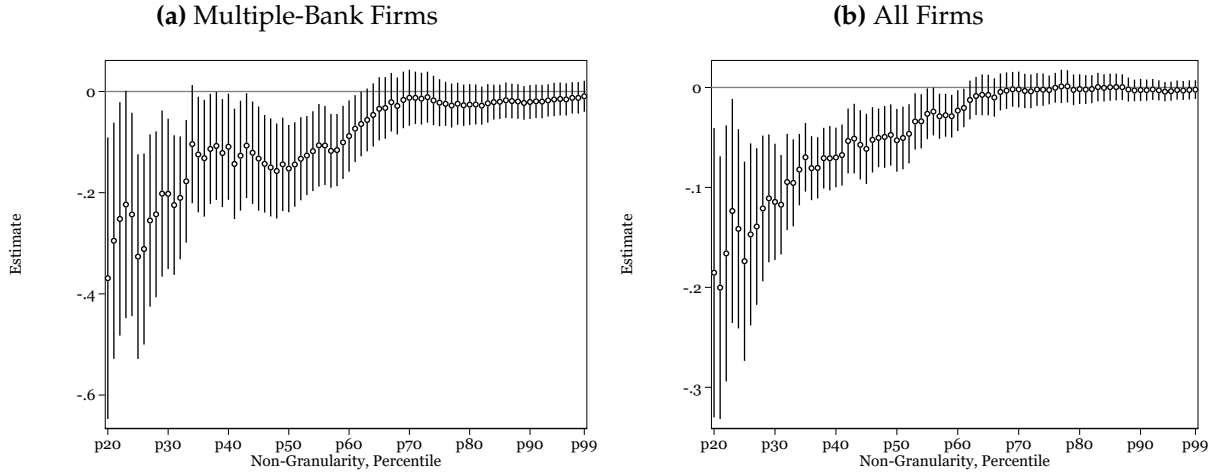 (a) Multiple-Bank Firms
0
-.2
-.4
-.6
Estimate
p20 p30 p40 p50 p60 p70 p80 p90 p99
Non-Granularity, Percentile
(b) All Firms
0
-.1
-.2
-.3
Estimate
p20 p30 p40 p50 p60 p70 p80 p90 p99
Non-Granularity, Percentile